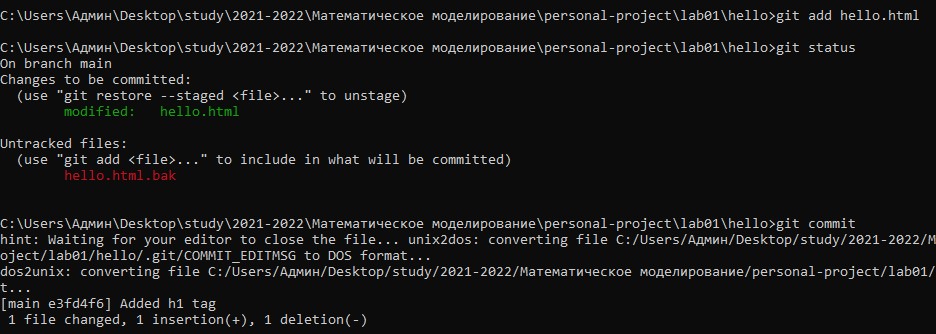 C:\Users\Админ\Desktop\study\2021-2022\Математическое моделирование\personal-project\lab01\hello>git add hello.html
C:\Users\Админ\Desktop\study\2021-2022\Математическое моделирование\personal-project\lab01\hello>git status
On branch main
Changes to be committed:
  (use "git restore --staged <file>..." to unstage)
        modified:   hello.html
Untracked files:
  (use "git add <file>..." to include in what will be committed)
        hello.html.bak
C:\Users\Админ\Desktop\study\2021-2022\Математическое моделирование\personal-project\lab01\hello>git commit
hint: Waiting for your editor to close the file... unix2dos: converting file C:/Users/Админ/Desktop/study/2021-2022/М
oject/lab01/hello/.git/COMMIT_EDITMSG to DOS format...
dos2unix: converting file C:/Users/Админ/Desktop/study/2021-2022/Математическое моделирование/personal-project/lab01/
t...
[main e3fd4f6] Added h1 tag
 1 file changed, 1 insertion(+), 1 deletion(-)